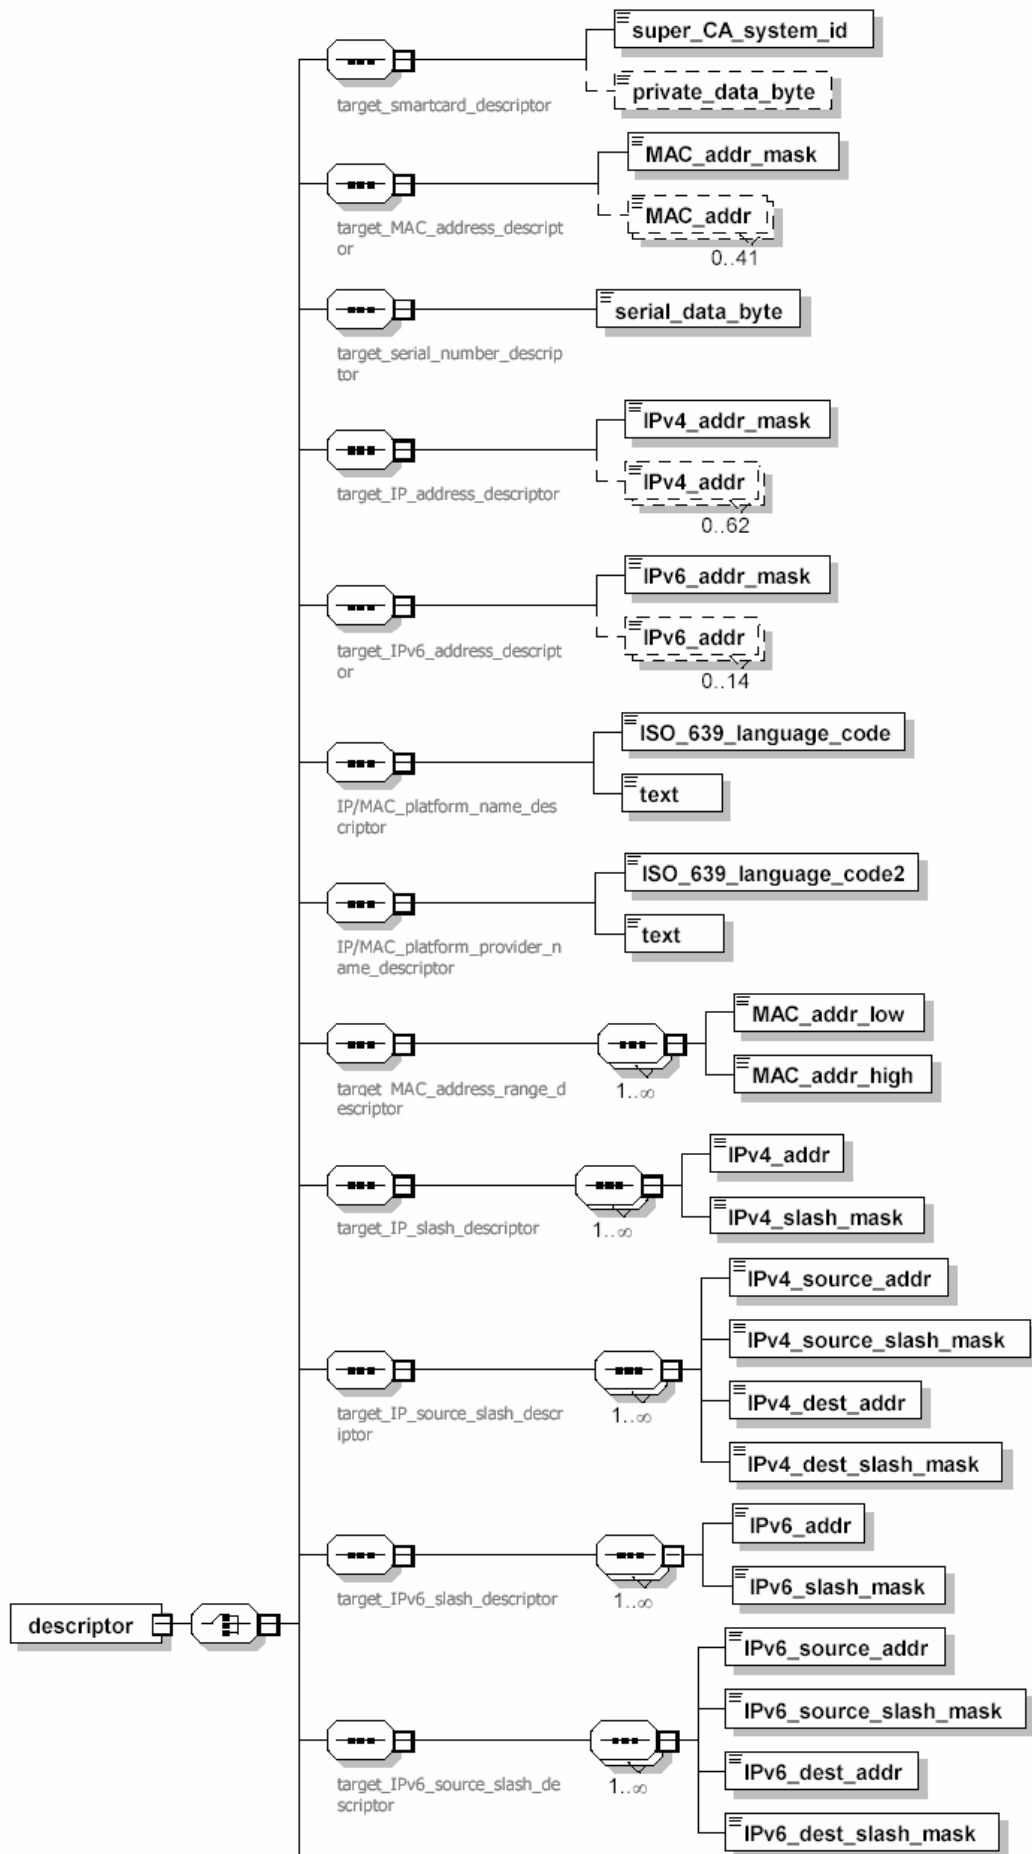 super_CA_system_id
private_data_byte
target_smartcard_descriptor
MAC_addr_mask
MAC_addr
0..41
target_MAC_address_descript
or
serial_data_byte
target_serial_number_descrip
tor
IPv4_addr_mask
IPv4_addr
0..62
target_IP_address_descriptor
IPv6_addr_mask
IPv6_addr
0..14
target_IPv6_address_descript
or
ISO_639_language_code
text
IP/MAC_platform_name_des
criptor
ISO_639_language_code2
text
IP/MAC_platform_provider_n
ame_descriptor
MAC_addr_low
MAC_addr_high
1..∞
target_MAC_address_range_d
escriptor
IPv4_addr
IPv4_slash_mask
1..∞
target_IP_slash_descriptor
IPv4_source_addr
IPv4_source_slash_mask
IPv4_dest_addr
IPv4_dest_slash_mask
1..∞
target_IP_source_slash_descr
iptor
IPv6_addr
IPv6_slash_mask
1..∞
target_IPv6_slash_descriptor
descriptor
IPv6_source_addr
IPv6_source_slash_mask
IPv6_dest_addr
IPv6_dest_slash_mask
1..∞
target_IPv6_source_slash_de
scriptor